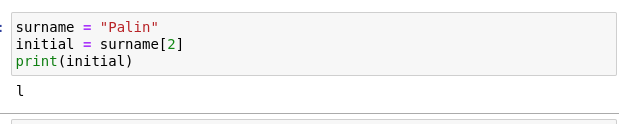 surname = "Palin"
initial = surname[2]
print(initial)
l